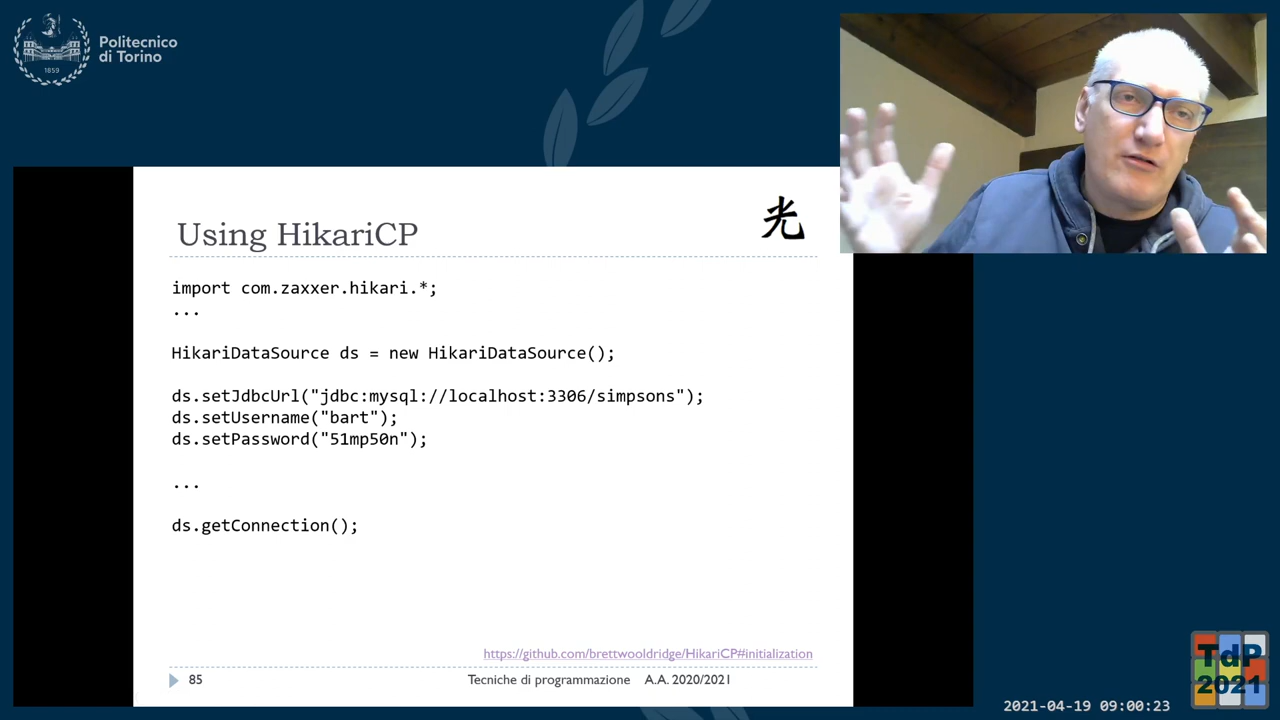 Politecnico
di Torino
1859
Using HikariCP
光
import com.zaxxer.hikari.*;
...
HikariDataSource ds = new HikariDataSource();
ds.setJdbcUrl("jdbc:mysql://localhost:3306/simpsons");
ds.setUsername("bart");
ds.setPassword("51mp50n");
...
ds.getConnection();
https://github.com/brettwooldridge/HikariCP#initialization
85
Tecniche di programmazione A.A. 2020/2021
TdP
2021
2021-04-19 09:00:23